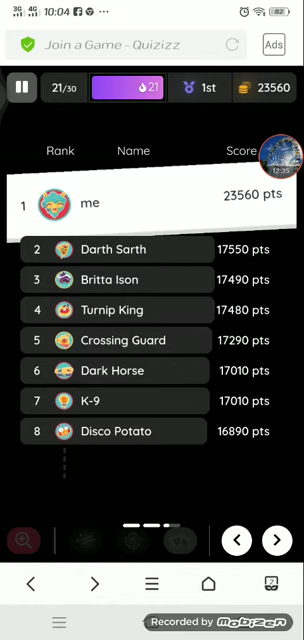 3G 4G 10:04 82
Join a Game - Quizizz Ads
21/30 21 1st 23560
Rank Name Score
12:35
1 me 23560 pts
2 Darth Sarth 17550 pts
3 Britta Ison 17490 pts
4 Turnip King 17480 pts
5 Crossing Guard 17290 pts
6 Dark Horse 17010 pts
7 K-9 17010 pts
8 Disco Potato 16890 pts
2
Recorded by mobizen